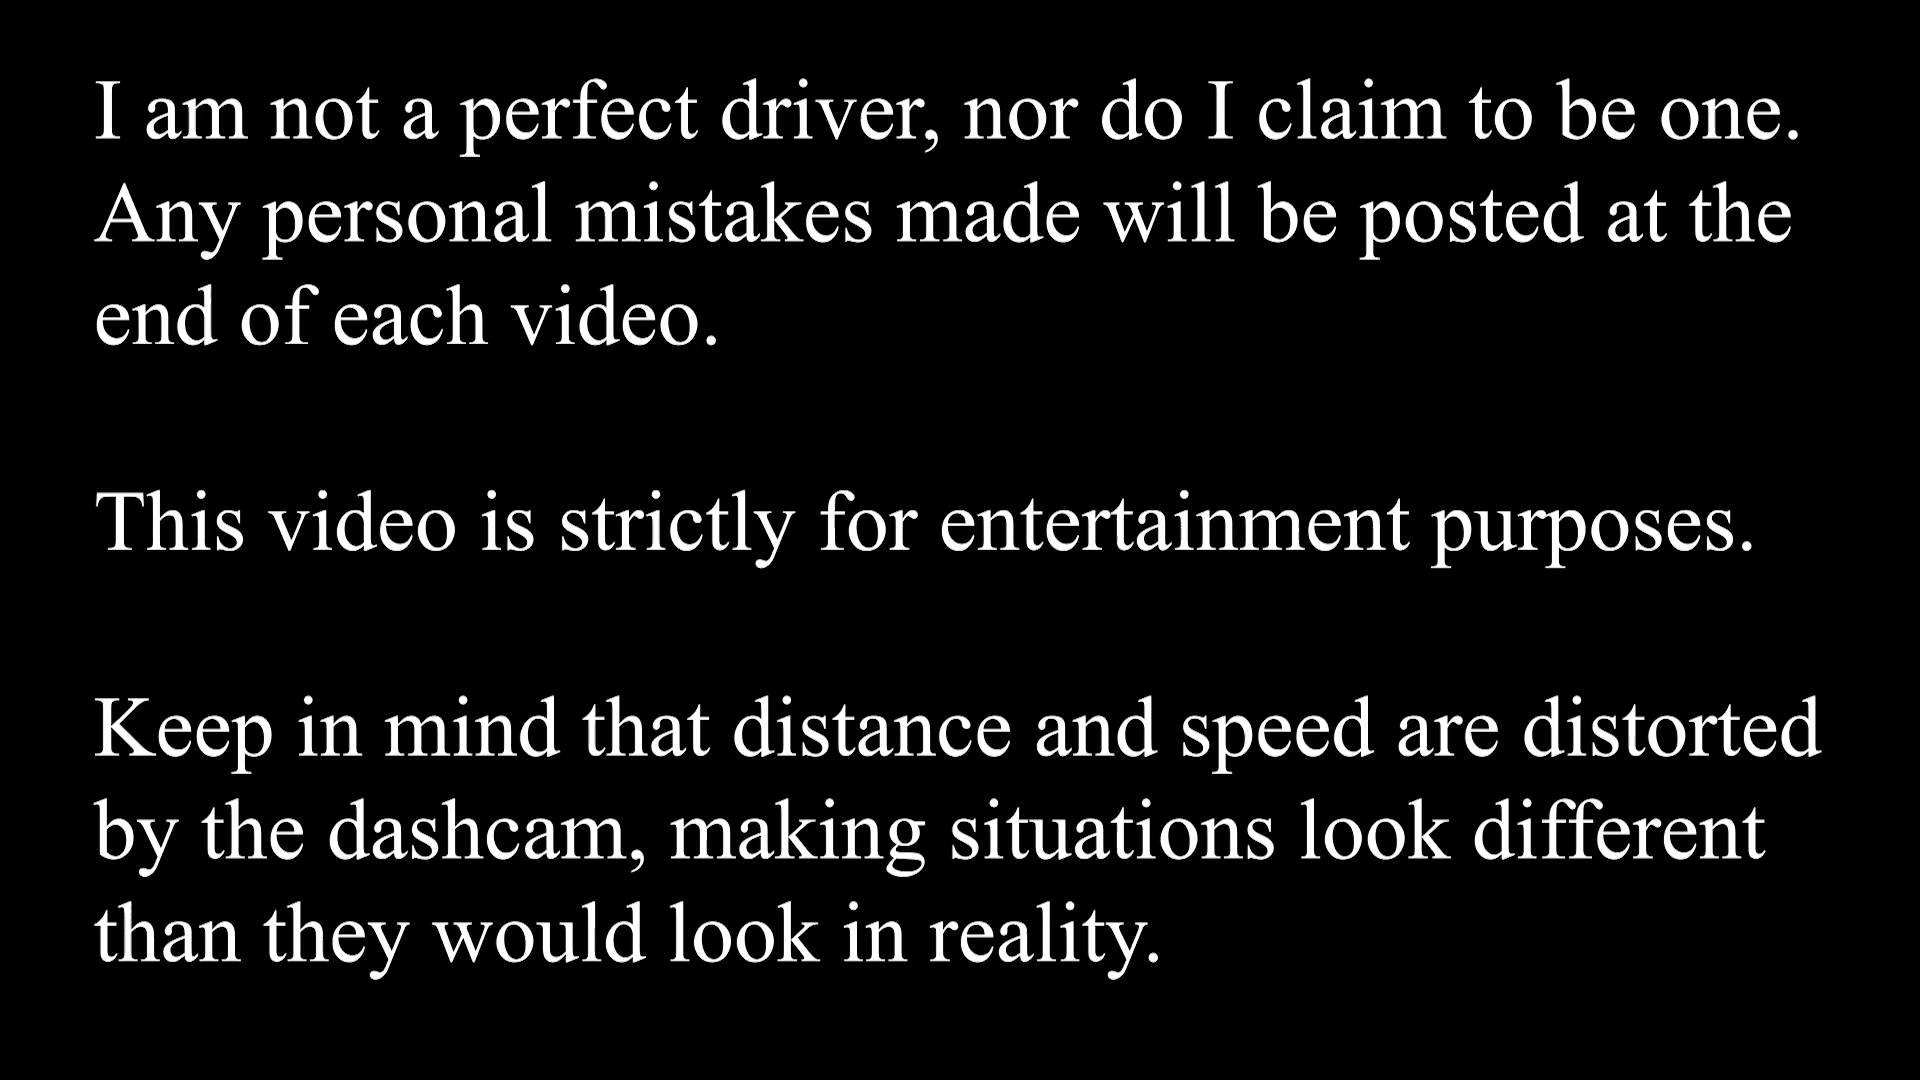 I am not a perfect driver, nor do I claim to be one.
Any personal mistakes made will be posted at the
end of each video.
This video is strictly for entertainment purposes.
Keep in mind that distance and speed are distorted
by the dashcam, making situations look different
than they would look in reality.